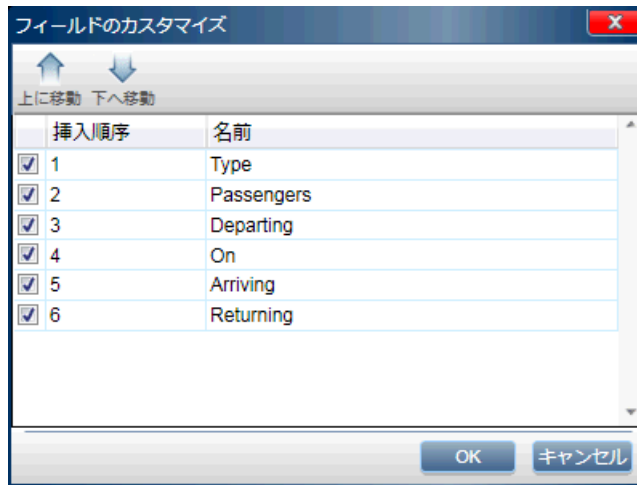 フィールドのカスタマイズ
上に移動 下へ移動
挿入順序 名前
1 Type
2 Passengers
3 Departing
4 On
5 Arriving
6 Returning
OK キャンセル